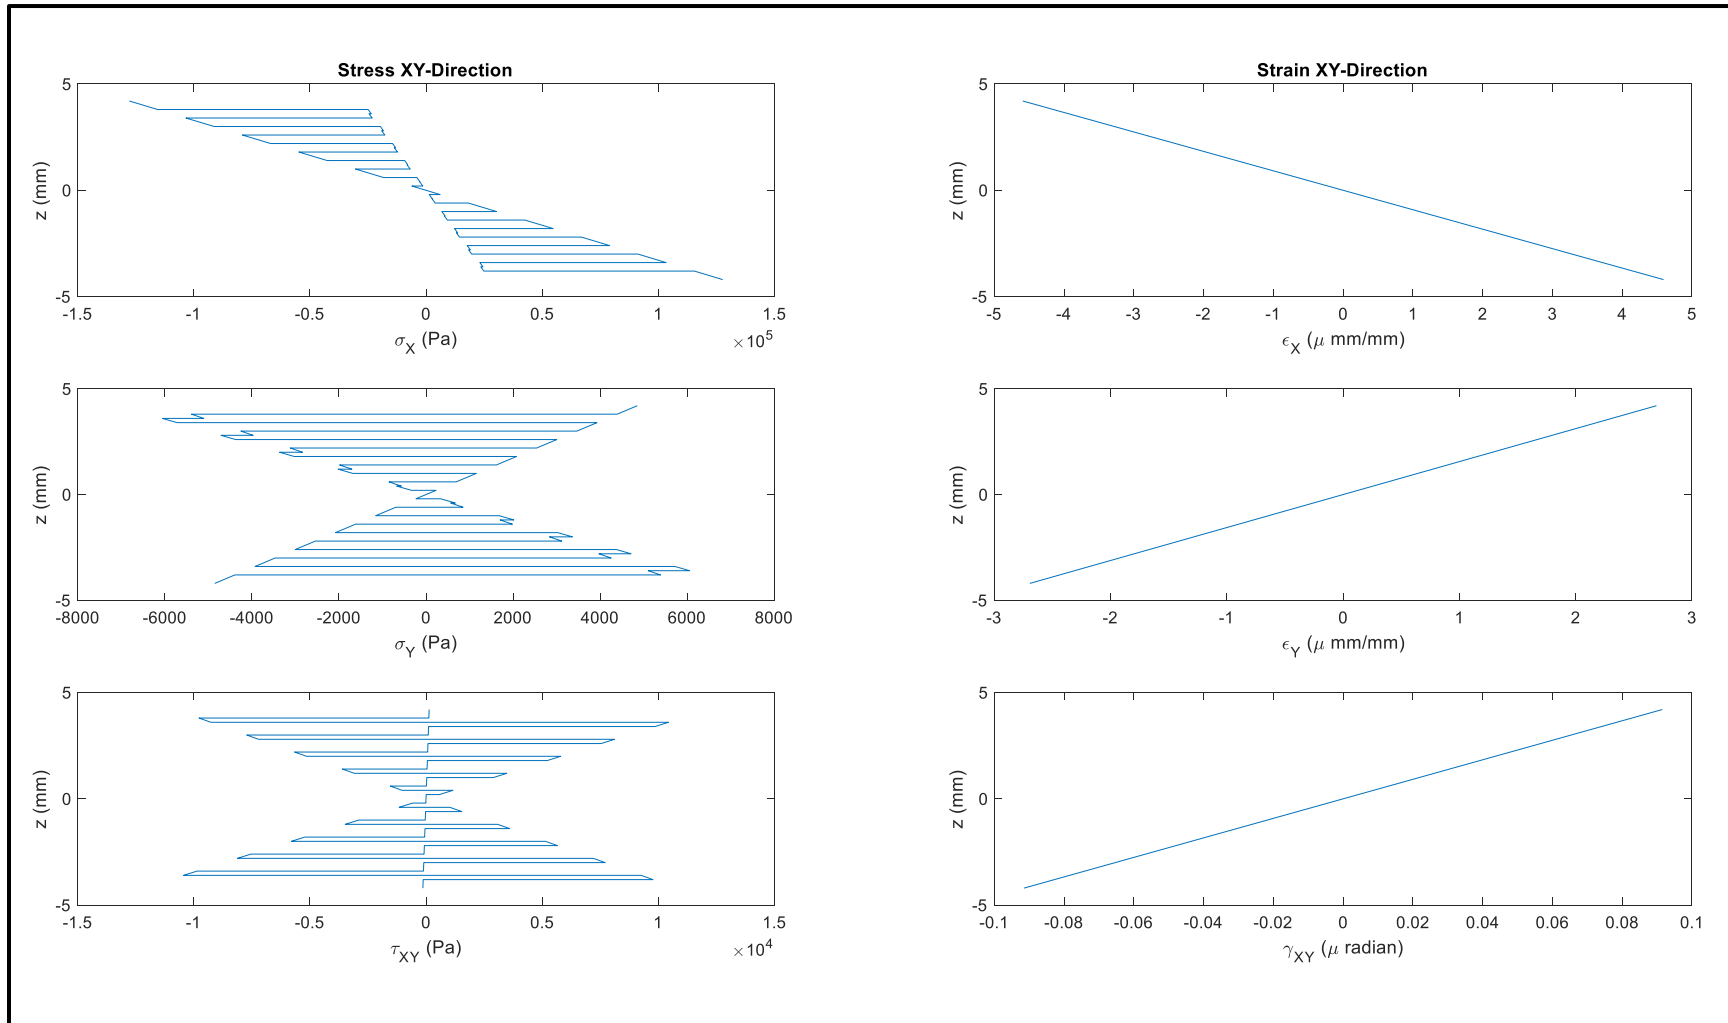 Stress XY-Direction
5
0
-5
z (mm)
-1.5 -1 -0.5 0 0.5 1 1.5
σX (Pa)
×10^5
Strain XY-Direction
5
0
-5
z (mm)
-5 -4 -3 -2 -1 0 1 2 3 4 5
ϵX (μ mm/mm)
5
0
-5
z (mm)
-8000 -6000 -4000 -2000 0 2000 4000 6000 8000
σY (Pa)
5
0
-5
z (mm)
-3 -2 -1 0 1 2 3
ϵY (μ mm/mm)
5
0
-5
z (mm)
-1.5 -1 -0.5 0 0.5 1 1.5
τXY (Pa)
×10^4
5
0
-5
z (mm)
-0.1 -0.08 -0.06 -0.04 -0.02 0 0.02 0.04 0.06 0.08 0.1
γXY (μ radian)